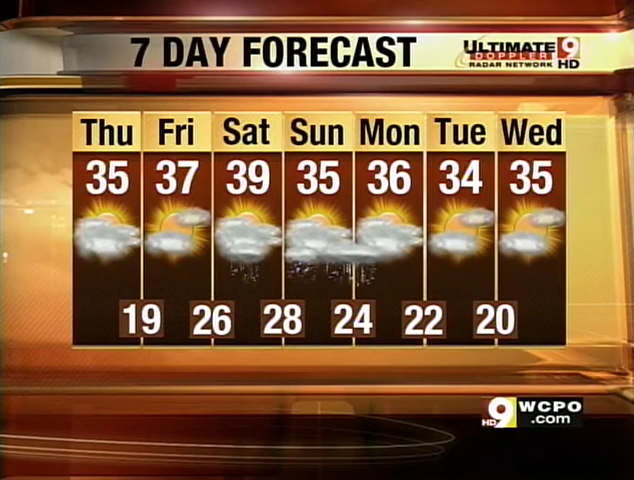 7 DAY FORECAST
ULTIMATE 9
DOPPLER
RADAR NETWORK HD
Thu Fri Sat Sun Mon Tue Wed
35 37 39 35 36 34 35
19 26 28 24 22 20
9 WCPO
HD .com